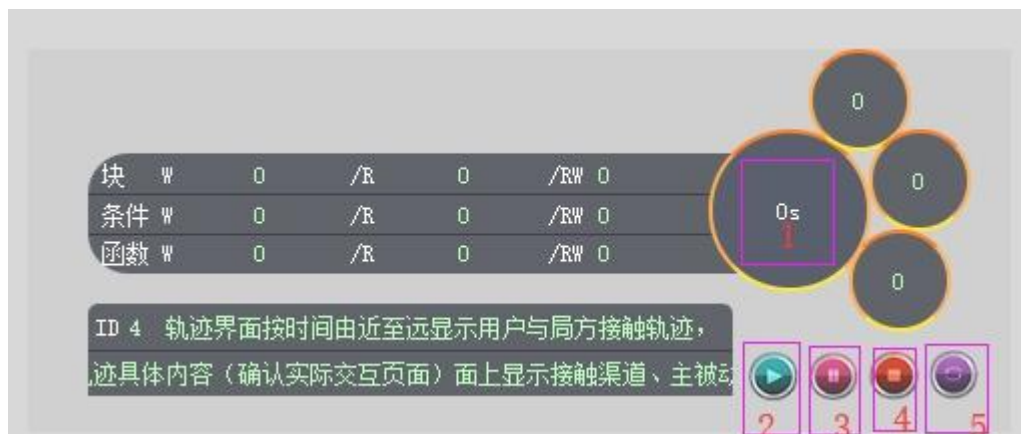 0
块 W 0 /R 0 /RW 0
0
条件 W 0 /R 0 /RW 0
0s
1
函数 W 0 /R 0 /RW 0
0
ID 4 轨迹界面按时间由近至远显示用户与局方接触轨迹，
迹具体内容（确认实际交互页面）面上显示接触渠道、主被动
2 3 4 5